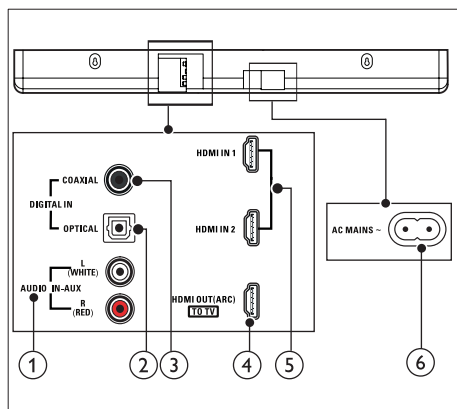 HDMI IN 1
COAXIAL
DIGITAL IN
OPTICAL
HDMI IN 2
AC MAINS ~
L
(WHITE)
AUDIO IN-AUX
R
(RED)
HDMI OUT(ARC)
TO TV
1
2
3
4
5
6